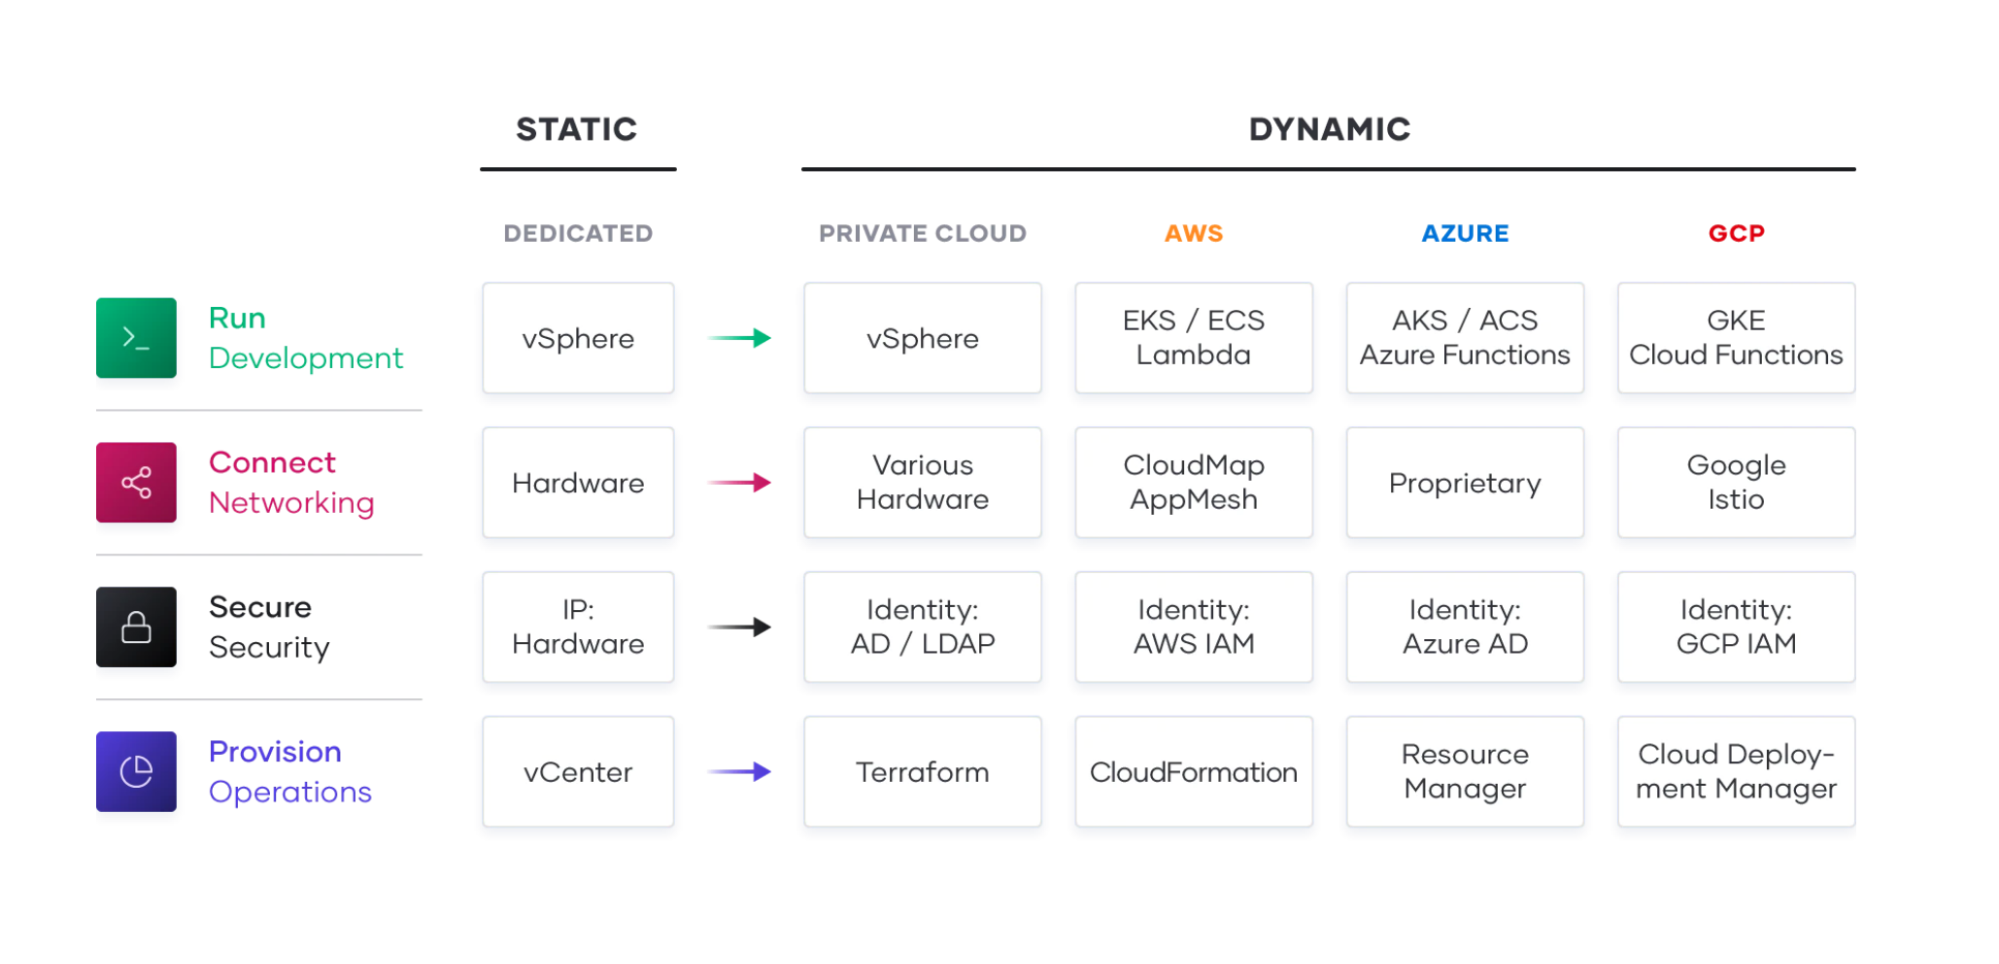 STATIC
DYNAMIC
DEDICATED
PRIVATE CLOUD
AWS
AZURE
GCP
Run
Development
vSphere
vSphere
EKS / ECS
Lambda
AKS / ACS
Azure Functions
GKE
Cloud Functions
Connect
Networking
Hardware
Various
Hardware
CloudMap
AppMesh
Proprietary
Google
Istio
Secure
Security
IP:
Hardware
Identity:
AD / LDAP
Identity:
AWS IAM
Identity:
Azure AD
Identity:
GCP IAM
Provision
Operations
vCenter
Terraform
CloudFormation
Resource
Manager
Cloud Deploy-
ment Manager